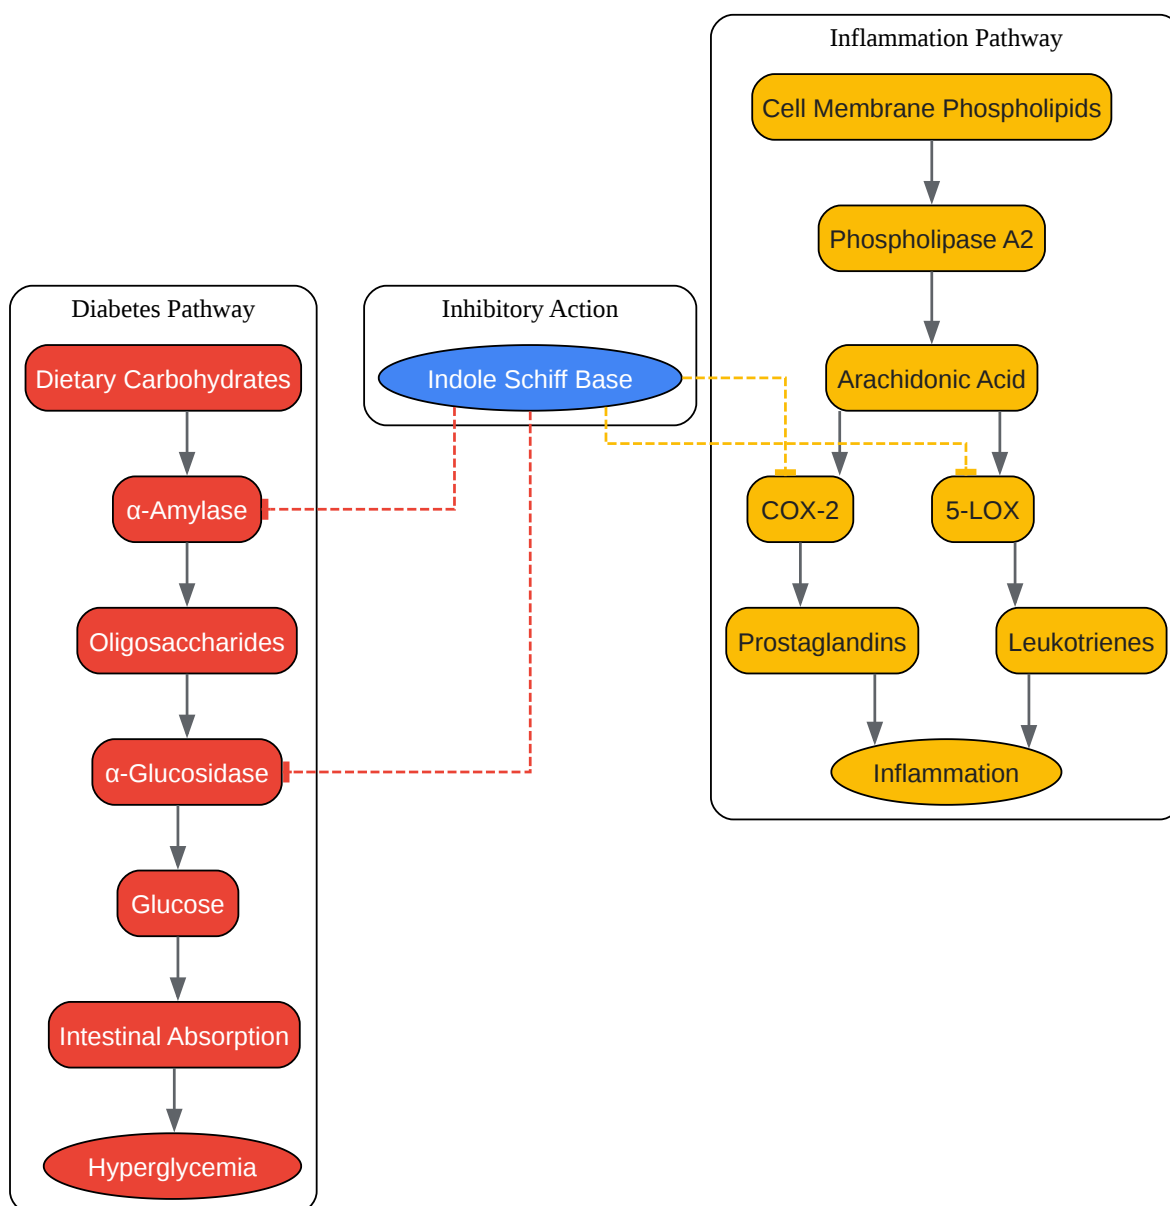 Diabetes Pathway
Dietary Carbohydrates
α-Amylase
Oligosaccharides
α-Glucosidase
Glucose
Intestinal Absorption
Hyperglycemia
Inhibitory Action
Indole Schiff Base
Inflammation Pathway
Cell Membrane Phospholipids
Phospholipase A2
Arachidonic Acid
COX-2
5-LOX
Prostaglandins
Leukotrienes
Inflammation